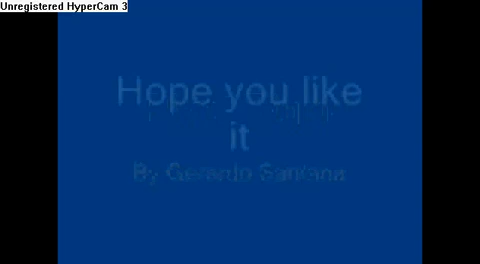 Unregistered HyperCam 3
Hope you like
it
By Gerardo Santana